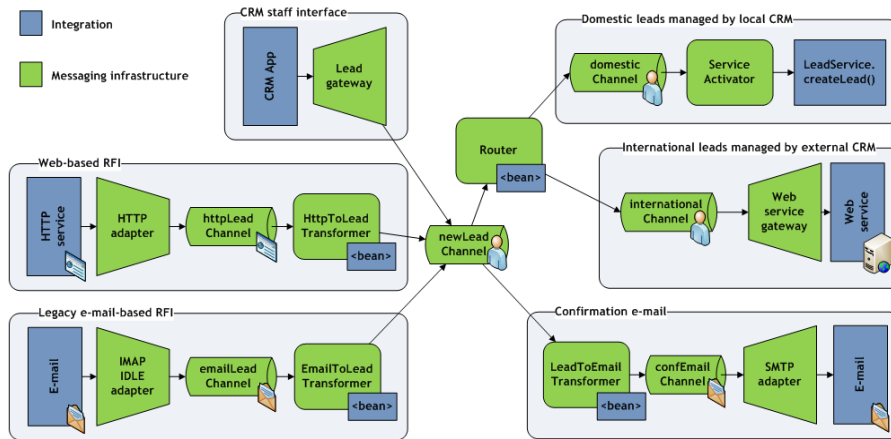 Integration
Messaging infrastructure
CRM staff interface
CRM App
Lead
gateway
Domestic leads managed by local CRM
domestic
Channel
Service
Activator
LeadService.
createLead()
Router
<bean>
International leads managed by external CRM
international
Channel
Web
service
gateway
Web
service
Web-based RFI
HTTP
service
HTTP
adapter
httpLead
Channel
HttpToLead
Transformer
<bean>
newLead
Channel
Legacy e-mail-based RFI
E-mail
IMAP
IDLE
adapter
emailLead
Channel
EmailToLead
Transformer
<bean>
Confirmation e-mail
LeadToEmail
Transformer
<bean>
confEmail
Channel
SMTP
adapter
E-mail